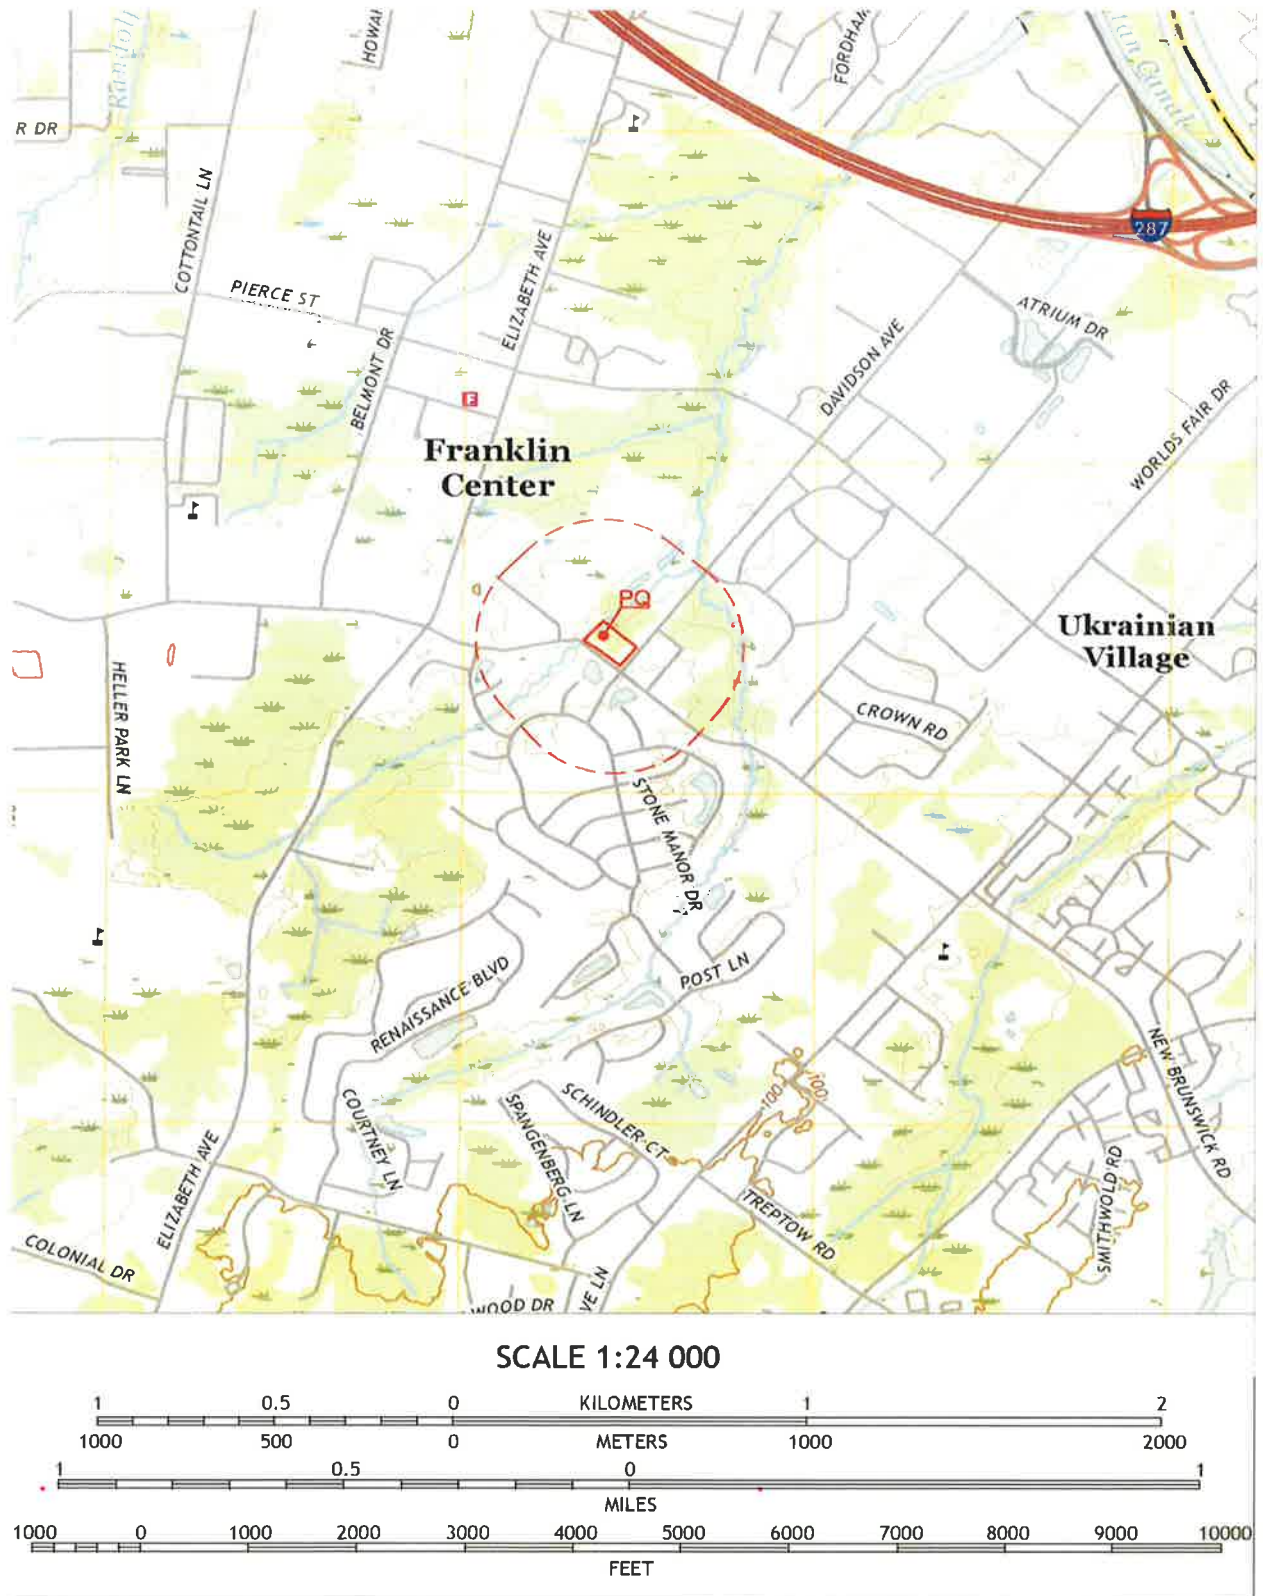 Randol
HOWAR
FORDHAM
tan Canal
R DR
COTTONTAIL LN
287
PIERCE ST
ELIZABETH AVE
ATRIUM DR
BELMONT DR
DAVIDSON AVE
F
WORLDS FAIR DR
Franklin
Center
PQ
Ukrainian
Village
HELLER PARK LN
CROWN RD
STONE MANOR DR
POST LN
RENAISSANCE BLVD
NEW BRUNSWICK RD
100
100
SCHINDLER CT
COURTNEY LN
SPANGENBERG LN
ELIZABETH AVE
SMITHWOLD RD
TREPTOW RD
COLONIAL DR
WOOD DR
VE LN
SCALE 1:24 000
1 0.5 0 KILOMETERS 1 2
1000 500 0 METERS 1000 2000
1 0.5 0 1
MILES
1000 0 1000 2000 3000 4000 5000 6000 7000 8000 9000 10000
FEET